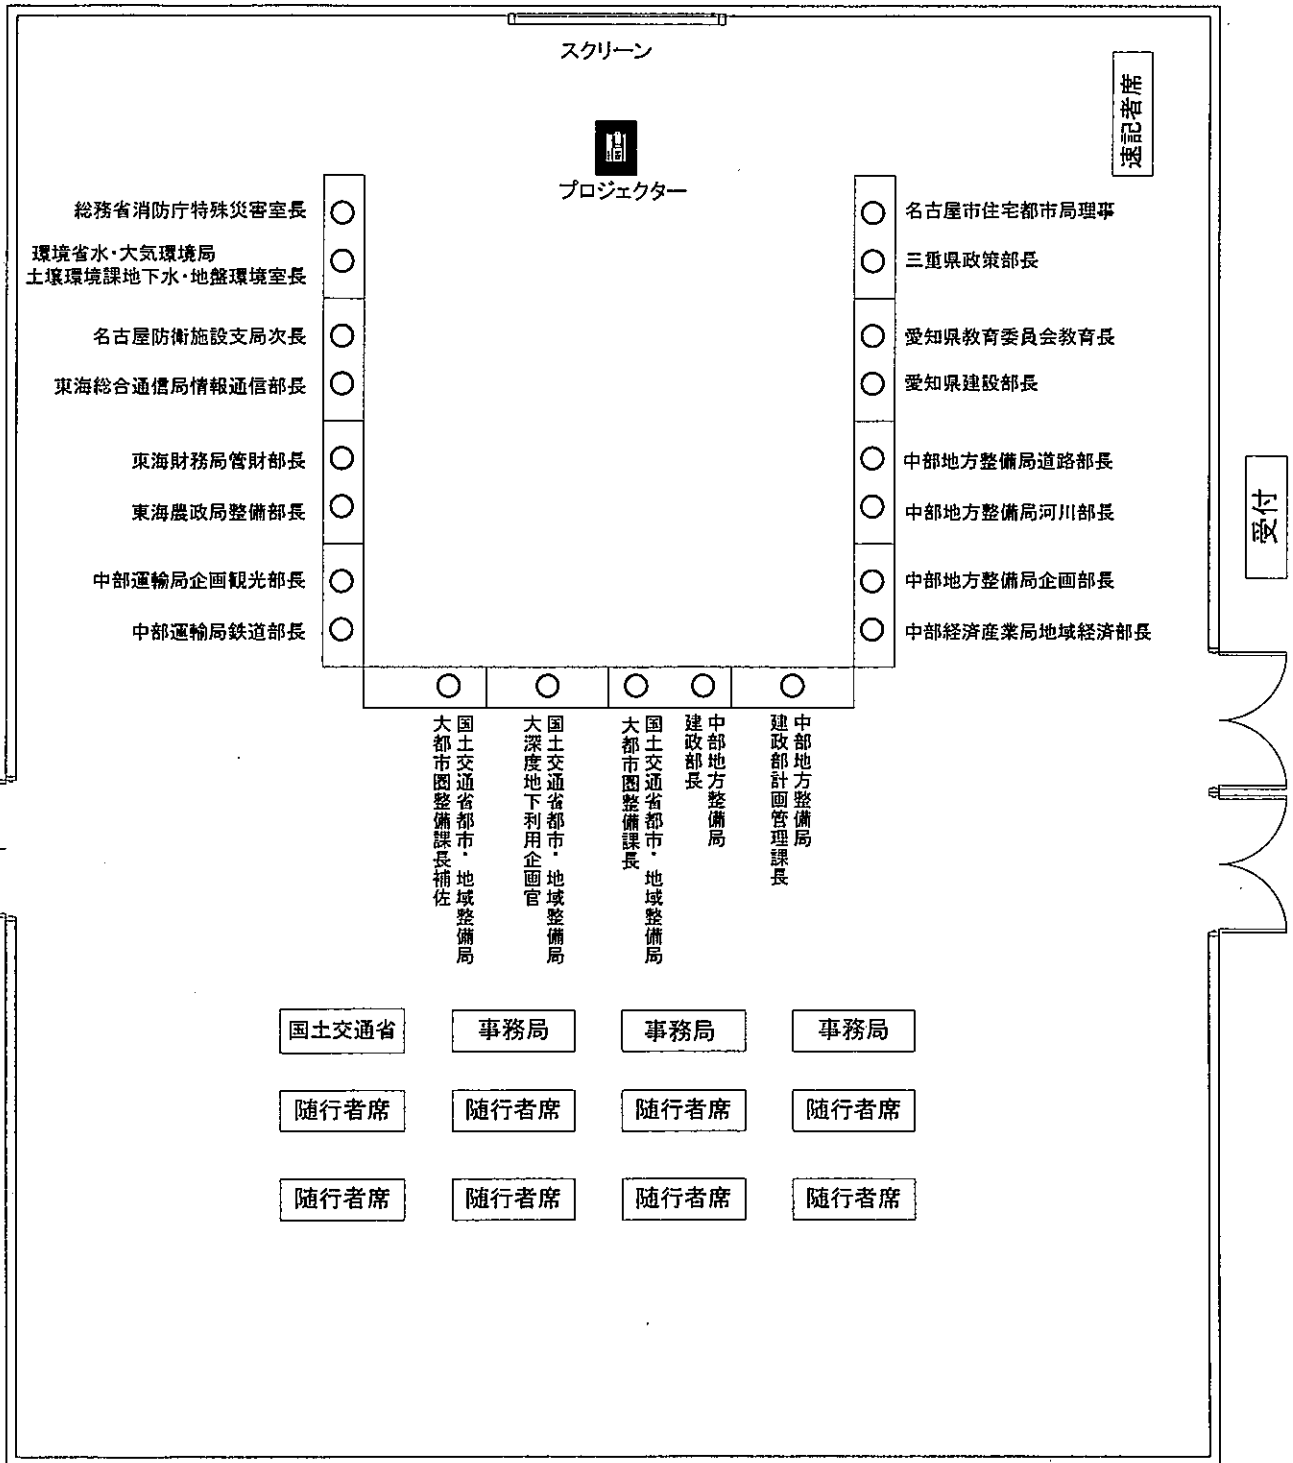 スクリーン
速記者席
プロジェクター
総務省消防庁特殊災害室長
環境省水・大気環境局
土壌環境課地下水・地盤環境室長
名古屋防衛施設支局次長
東海総合通信局情報通信部長
東海財務局管財部長
東海農政局整備部長
中部運輸局企画観光部長
中部運輸局鉄道部長
名古屋市住宅都市局理事
三重県政策部長
愛知県教育委員会教育長
愛知県建設部長
中部地方整備局道路部長
中部地方整備局河川部長
中部地方整備局企画部長
中部経済産業局地域経済部長
受付
国土交通省都市・地域整備局
大都市圏整備課長補佐
国土交通省都市・地域整備局
大深度地下利用企画官
国土交通省都市・地域整備局
大都市圏整備課長
中部地方整備局
建政部長
中部地方整備局
建政部計画管理課長
国土交通省
事務局
事務局
事務局
随行者席
随行者席
随行者席
随行者席
随行者席
随行者席
随行者席
随行者席